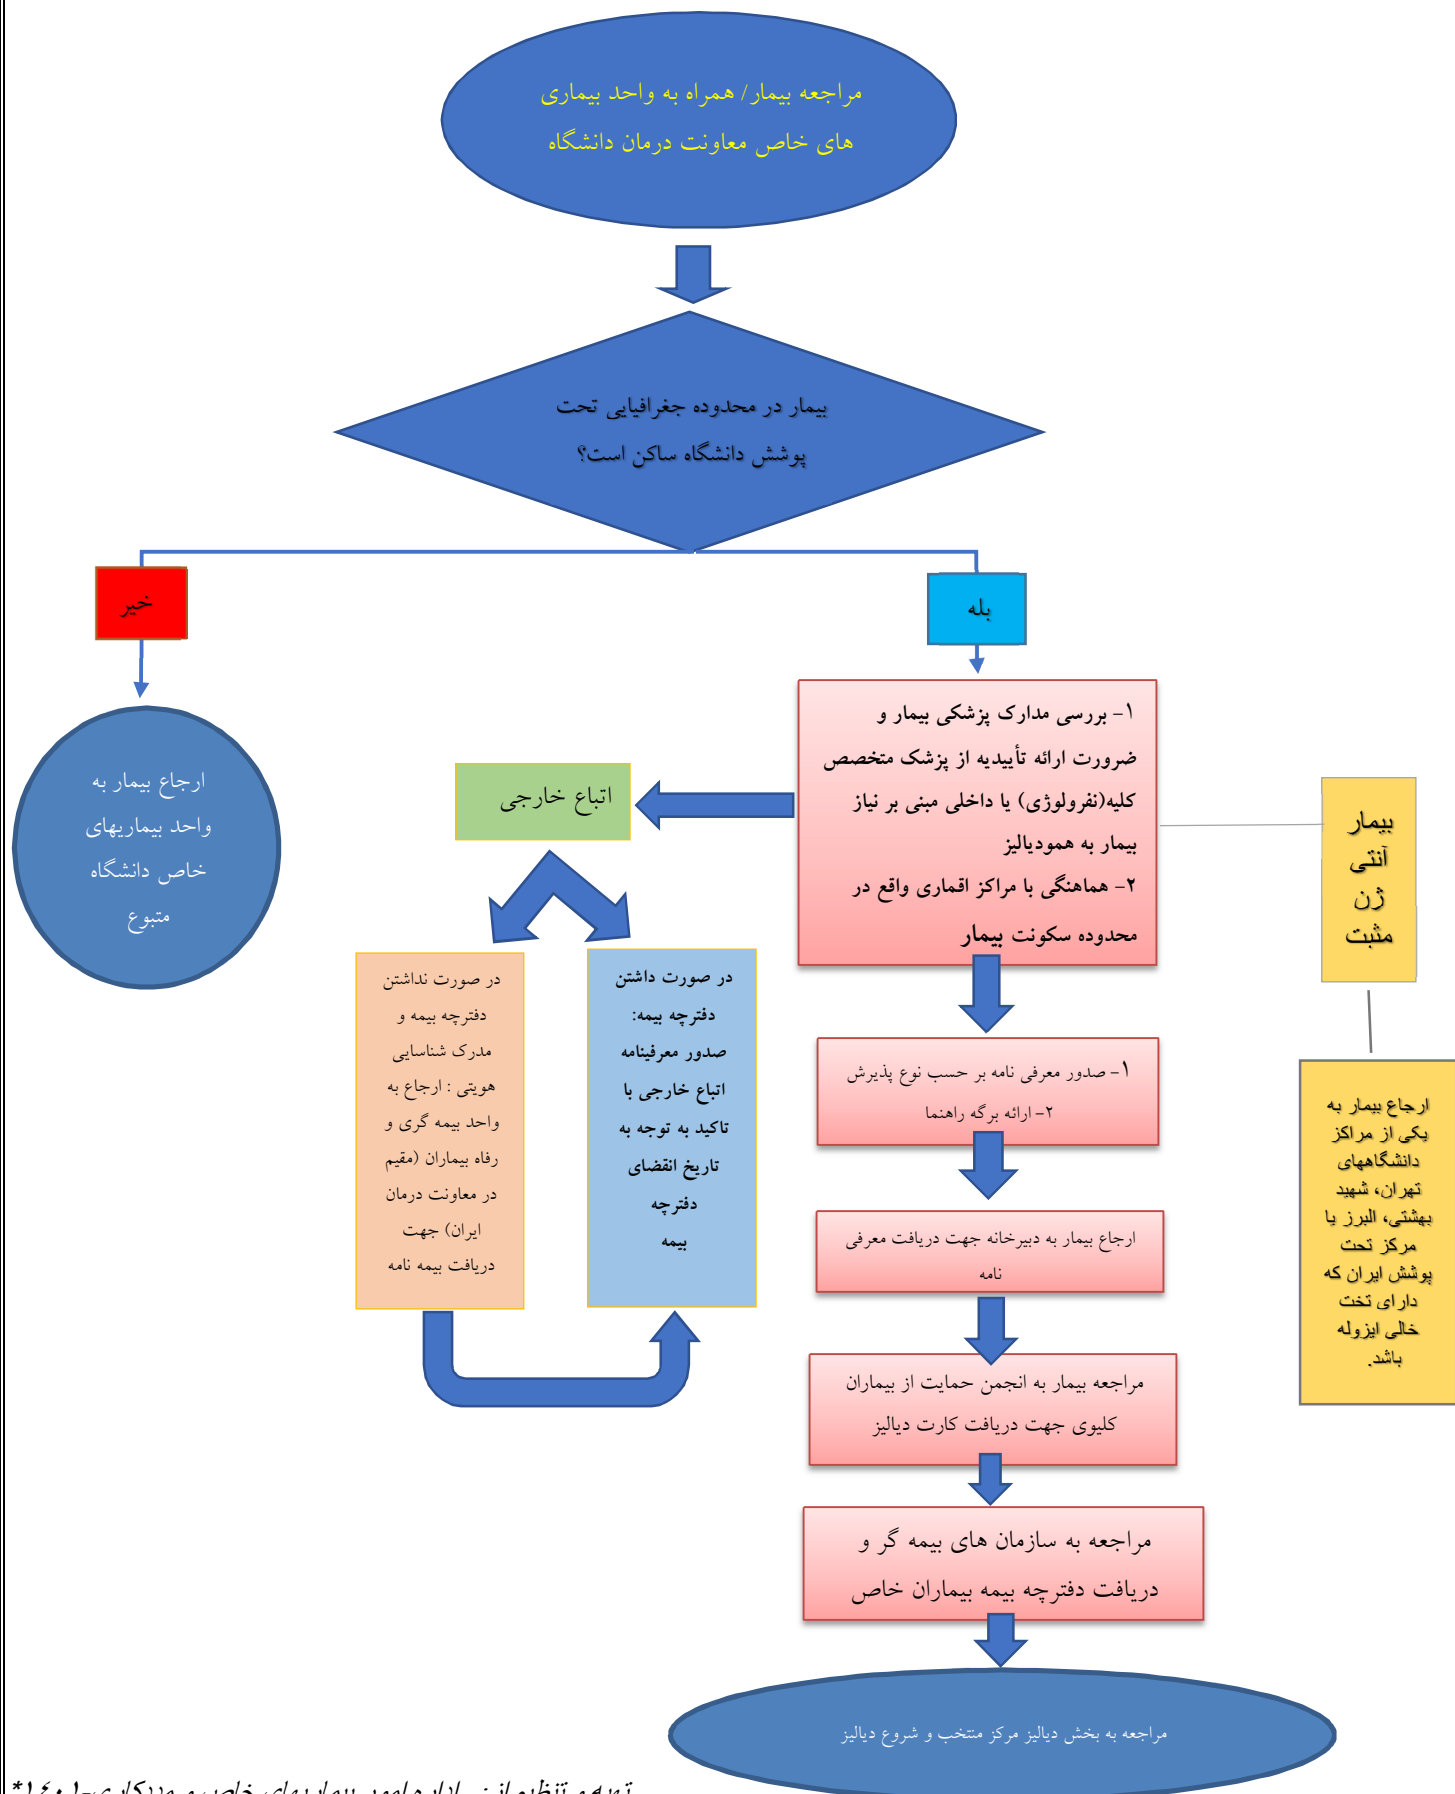 مراجعه بیمار/ همراه به واحد بیماری
های خاص معاونت درمان دانشگاه
بیمار در محدوده جغرافیایی تحت
پوشش دانشگاه ساکن است؟
بله
خیر
۱- بررسی مدارک پزشکی بیمار و
ضرورت ارائه تأییدیه از پزشک متخصص
کلیه(نفرولوژی) یا داخلی مبنی بر نیاز
بیمار به همودیالیز
۲- هماهنگی با مراکز اقماری واقع در
محدوده سکونت بیمار
بیمار
آنتی
ژن
مثبت
ارجاع بیمار به
یکی از مراکز
دانشگاههای
تهران، شهید
بهشتی، البرز یا
مرکز تحت
پوشش ایران که
دارای تخت
خالی ایزوله
باشد.
اتباع خارجی
در صورت داشتن
دفترچه بیمه:
صدور معرفینامه
اتباع خارجی با
تاکید به توجه به
تاریخ انقضای
دفترچه
بیمه
در صورت نداشتن
دفترچه بیمه و
مدرک شناسایی
هویتی : ارجاع به
واحد بیمه گری و
رفاه بیماران (مقیم
در معاونت درمان
ایران) جهت
دریافت بیمه نامه
ارجاع بیمار به
واحد بیماریهای
خاص دانشگاه
متبوع
۱- صدور معرفی نامه بر حسب نوع پذیرش
۲- ارائه برگه راهنما
ارجاع بیمار به دبیرخانه جهت دریافت معرفی
نامه
مراجعه بیمار به انجمن حمایت از بیماران
کلیوی جهت دریافت کارت دیالیز
مراجعه به سازمان های بیمه گر و
دریافت دفترچه بیمه بیماران خاص
مراجعه به بخش دیالیز مرکز منتخب و شروع دیالیز
تهیه و تنظیم از : اداره امور بیماریهای خاص و مددکاری-۱٤۰۱*